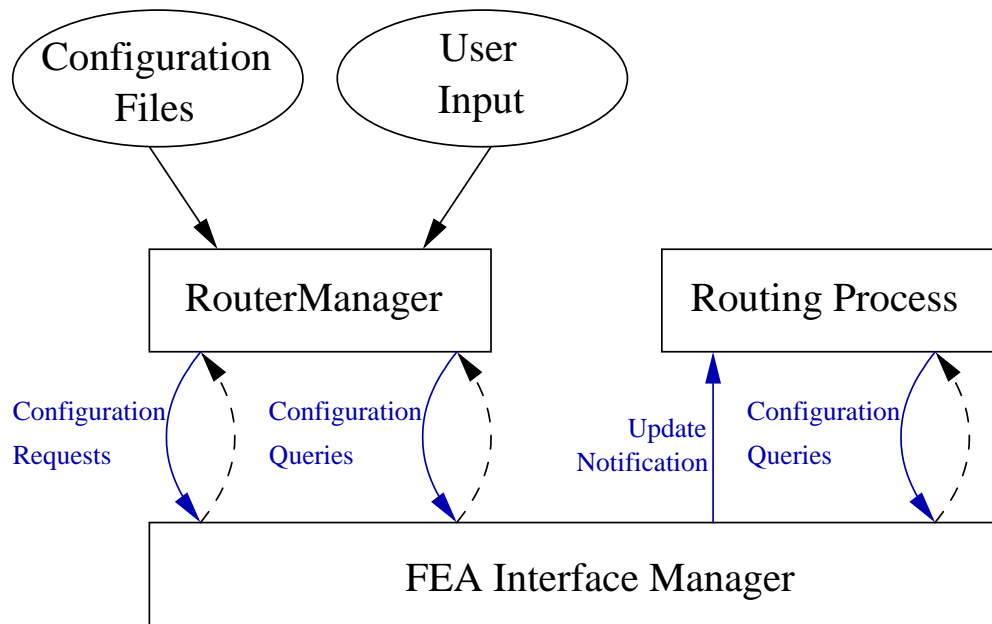 Configuration
Files
User
Input
RouterManager
Routing Process
Configuration
Requests
Configuration
Queries
Update
Notification
Configuration
Queries
FEA Interface Manager